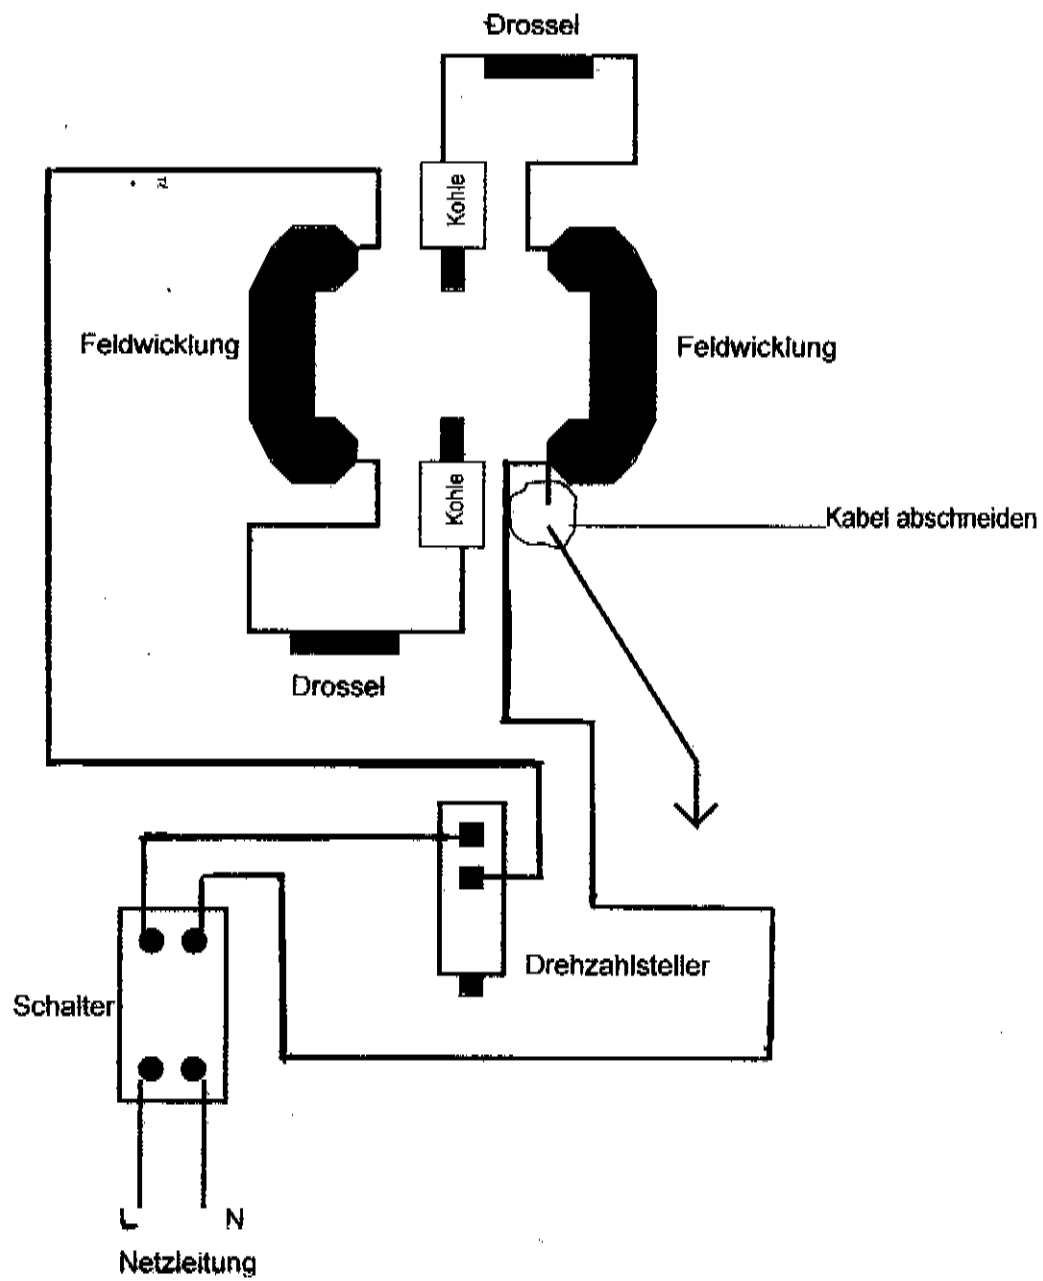 Drossel
Kohle
Feldwicklung
Feldwicklung
Kohle
Kabel abschneiden
Drossel
Drehzahlsteller
Schalter
L N
Netzleitung